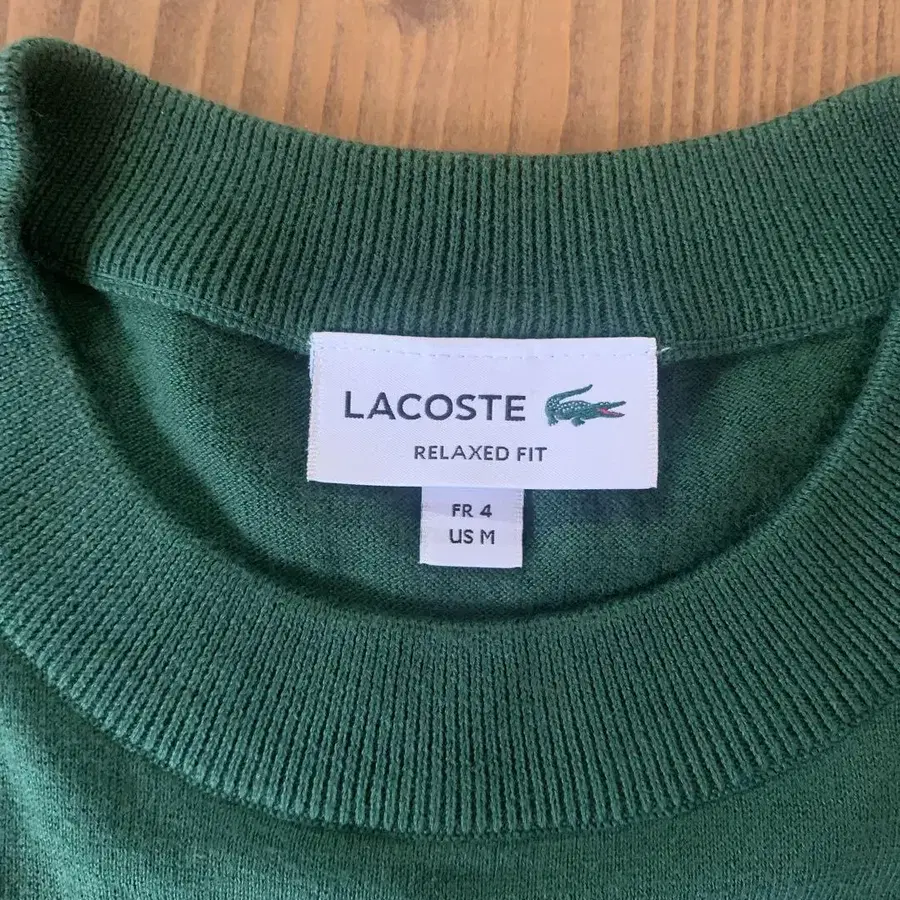 LACOSTE
RELAXED FIT
FR 4
US M